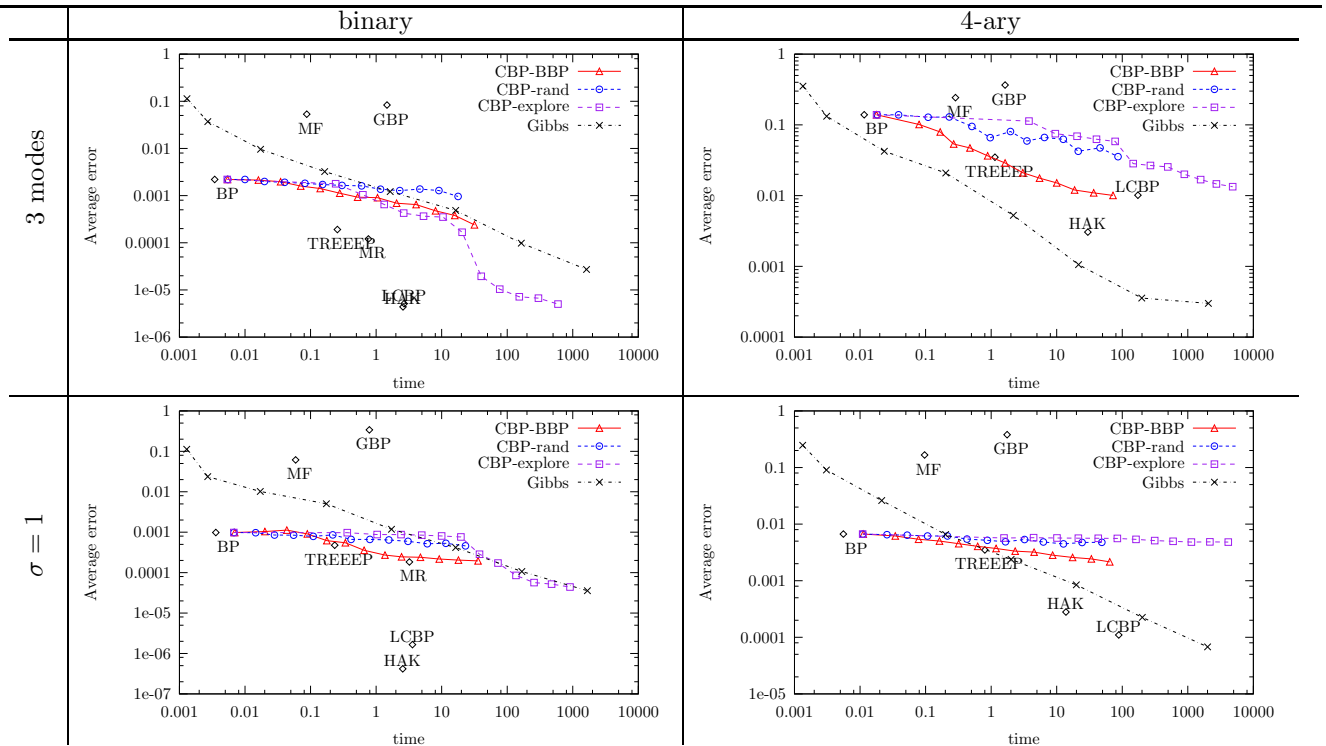 binary
4-ary
3 modes
Average error
1
0.1
0.01
0.001
0.0001
1e-05
1e-06
0.001
0.01
0.1
1
10
100
1000
10000
time
CBP-BBP
CBP-rand
CBP-explore
Gibbs
MF
GBP
BP
TREEEP
MR
LCBP
HAK
Average error
1
0.1
0.01
0.001
0.0001
0.001
0.01
0.1
1
10
100
1000
10000
time
CBP-BBP
CBP-rand
CBP-explore
Gibbs
GBP
MF
BP
TREEEP
LCBP
HAK
σ = 1
Average error
1
0.1
0.01
0.001
0.0001
1e-05
1e-06
1e-07
0.001
0.01
0.1
1
10
100
1000
10000
time
CBP-BBP
CBP-rand
CBP-explore
Gibbs
GBP
MF
BP
TREEEP
MR
LCBP
HAK
Average error
1
0.1
0.01
0.001
0.0001
1e-05
0.001
0.01
0.1
1
10
100
1000
10000
time
CBP-BBP
CBP-rand
CBP-explore
Gibbs
GBP
MF
BP
TREEEP
HAK
LCBP